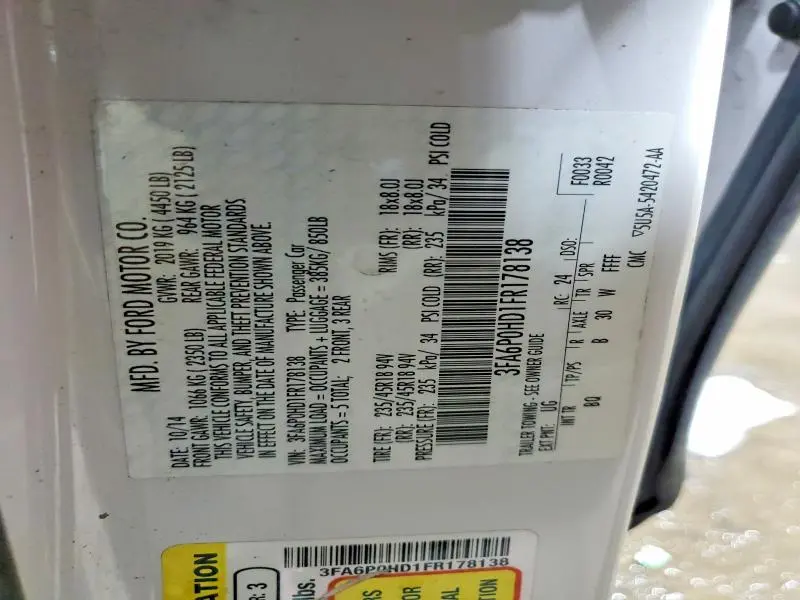 MFD. BY FORD MOTOR CO.
DATE: 10/14 GVWR: 2019 KG ( 4450 LB)
FRONT GAWR: 1066 KG ( 2350 LB) REAR GAWR: 964 KG ( 2125 LB)
THIS VEHICLE CONFORMS TO ALL APPLICABLE FEDERAL MOTOR
VEHICLE SAFETY, BUMPER, AND THEFT PREVENTION STANDARDS
IN EFFECT ON THE DATE OF MANUFACTURE SHOWN ABOVE.
VIN: 3FA6P0HD1FR178138 TYPE: Passenger Car
MAXIMUM LOAD = OCCUPANTS + LUGGAGE = 385KG/ 850LB
OCCUPANTS = 5 TOTAL; 2 FRONT, 3 REAR
TIRE (FR): 235/45R18 94V RIMS (FR): 18x8.0J
(RR): 235/45R18 94V (RR): 18x8.0J
PRESSURE (FR): 235 kPa/ 34 PSI COLD (RR): 235 kPa/ 34 PSI COLD
3FA6P0HD1FR178138
TRAILER TOWING - SEE OWNER GUIDE
EXT PNT: UG RC: 24 DSO: F0033
R0042
INT TR TP/PS R AXLE TR SPR
BQ B 30 W FFFF
CMC ▽5U5A-5420472-AA
3FA6P0HD1FR178138
ATION
R: 3
lbs.